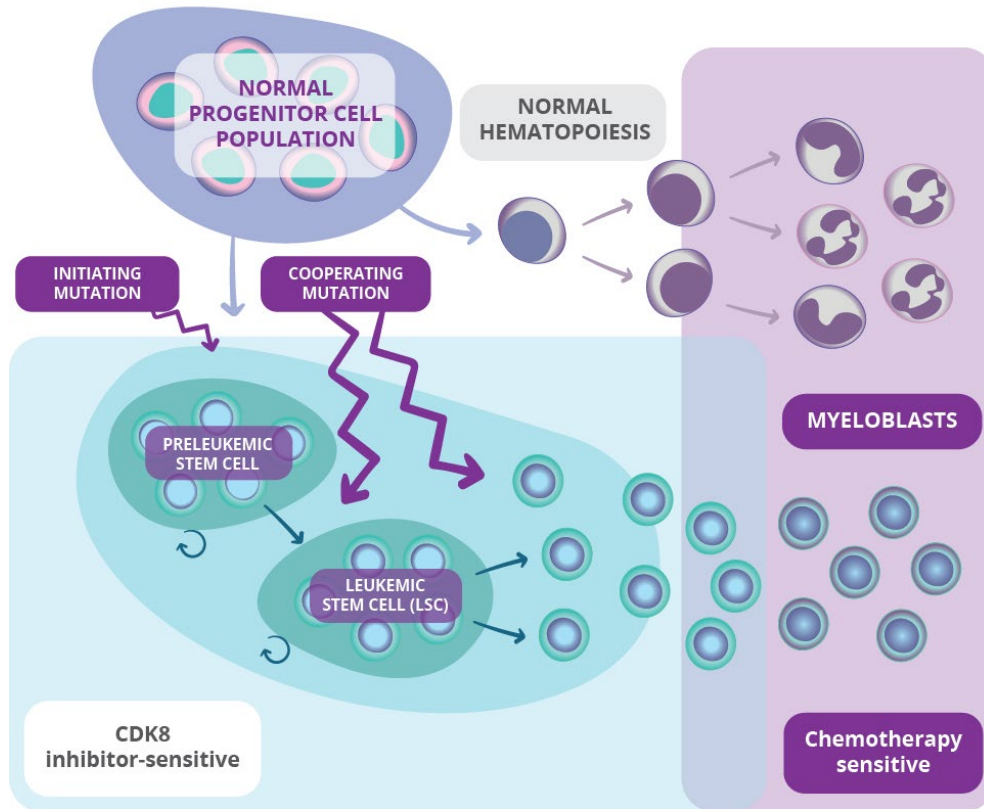 NORMAL
PROGENITOR CELL
POPULATION
NORMAL
HEMATOPOIESIS
INITIATING
MUTATION
COOPERATING
MUTATION
PRELEUKEMIC
STEM CELL
MYELOBLASTS
LEUKEMIC
STEM CELL (LSC)
CDK8
inhibitor-sensitive
Chemotherapy
sensitive